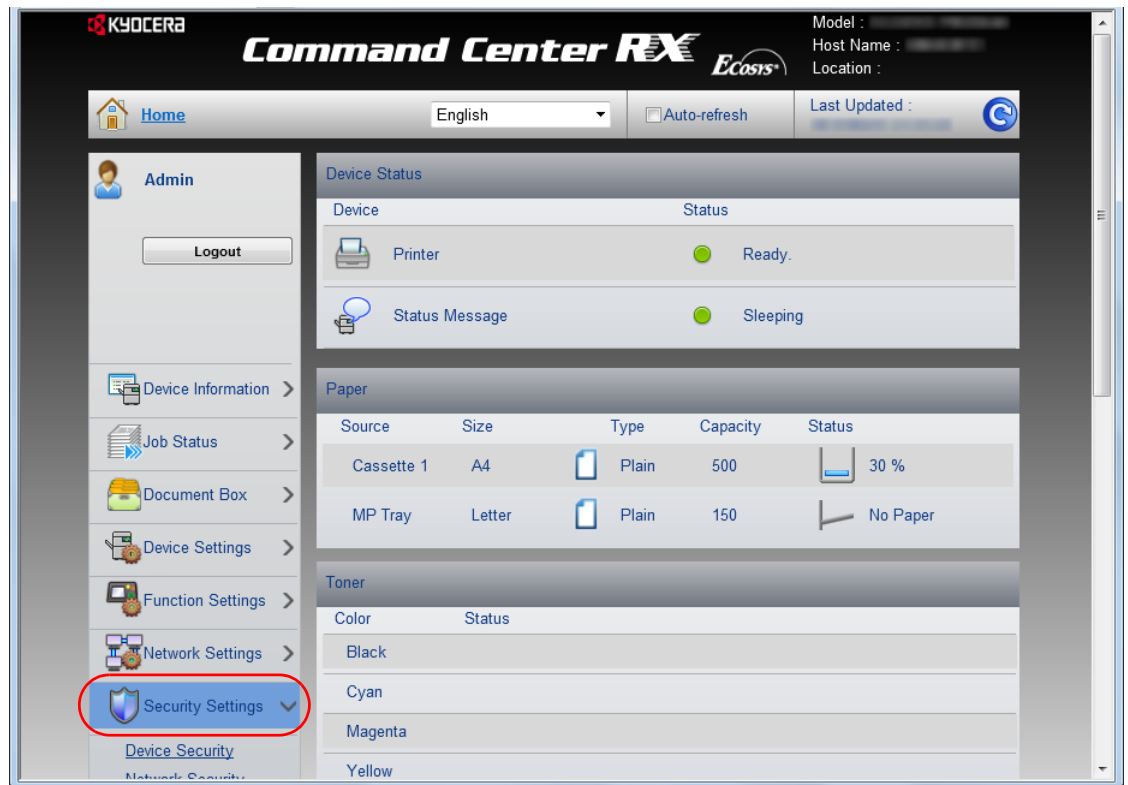 KYOCERA
Command Center RX
Ecosys
Model :
Host Name :
Location :
Home
English
Auto-refresh
Last Updated :
Admin
Logout
Device Information
Job Status
Document Box
Device Settings
Function Settings
Network Settings
Security Settings
Device Security
Network Security
Device Status
Device Status
Printer Ready.
Status Message Sleeping
Paper
Source Size Type Capacity Status
Cassette 1 A4 Plain 500 30 %
MP Tray Letter Plain 150 No Paper
Toner
Color Status
Black
Cyan
Magenta
Yellow